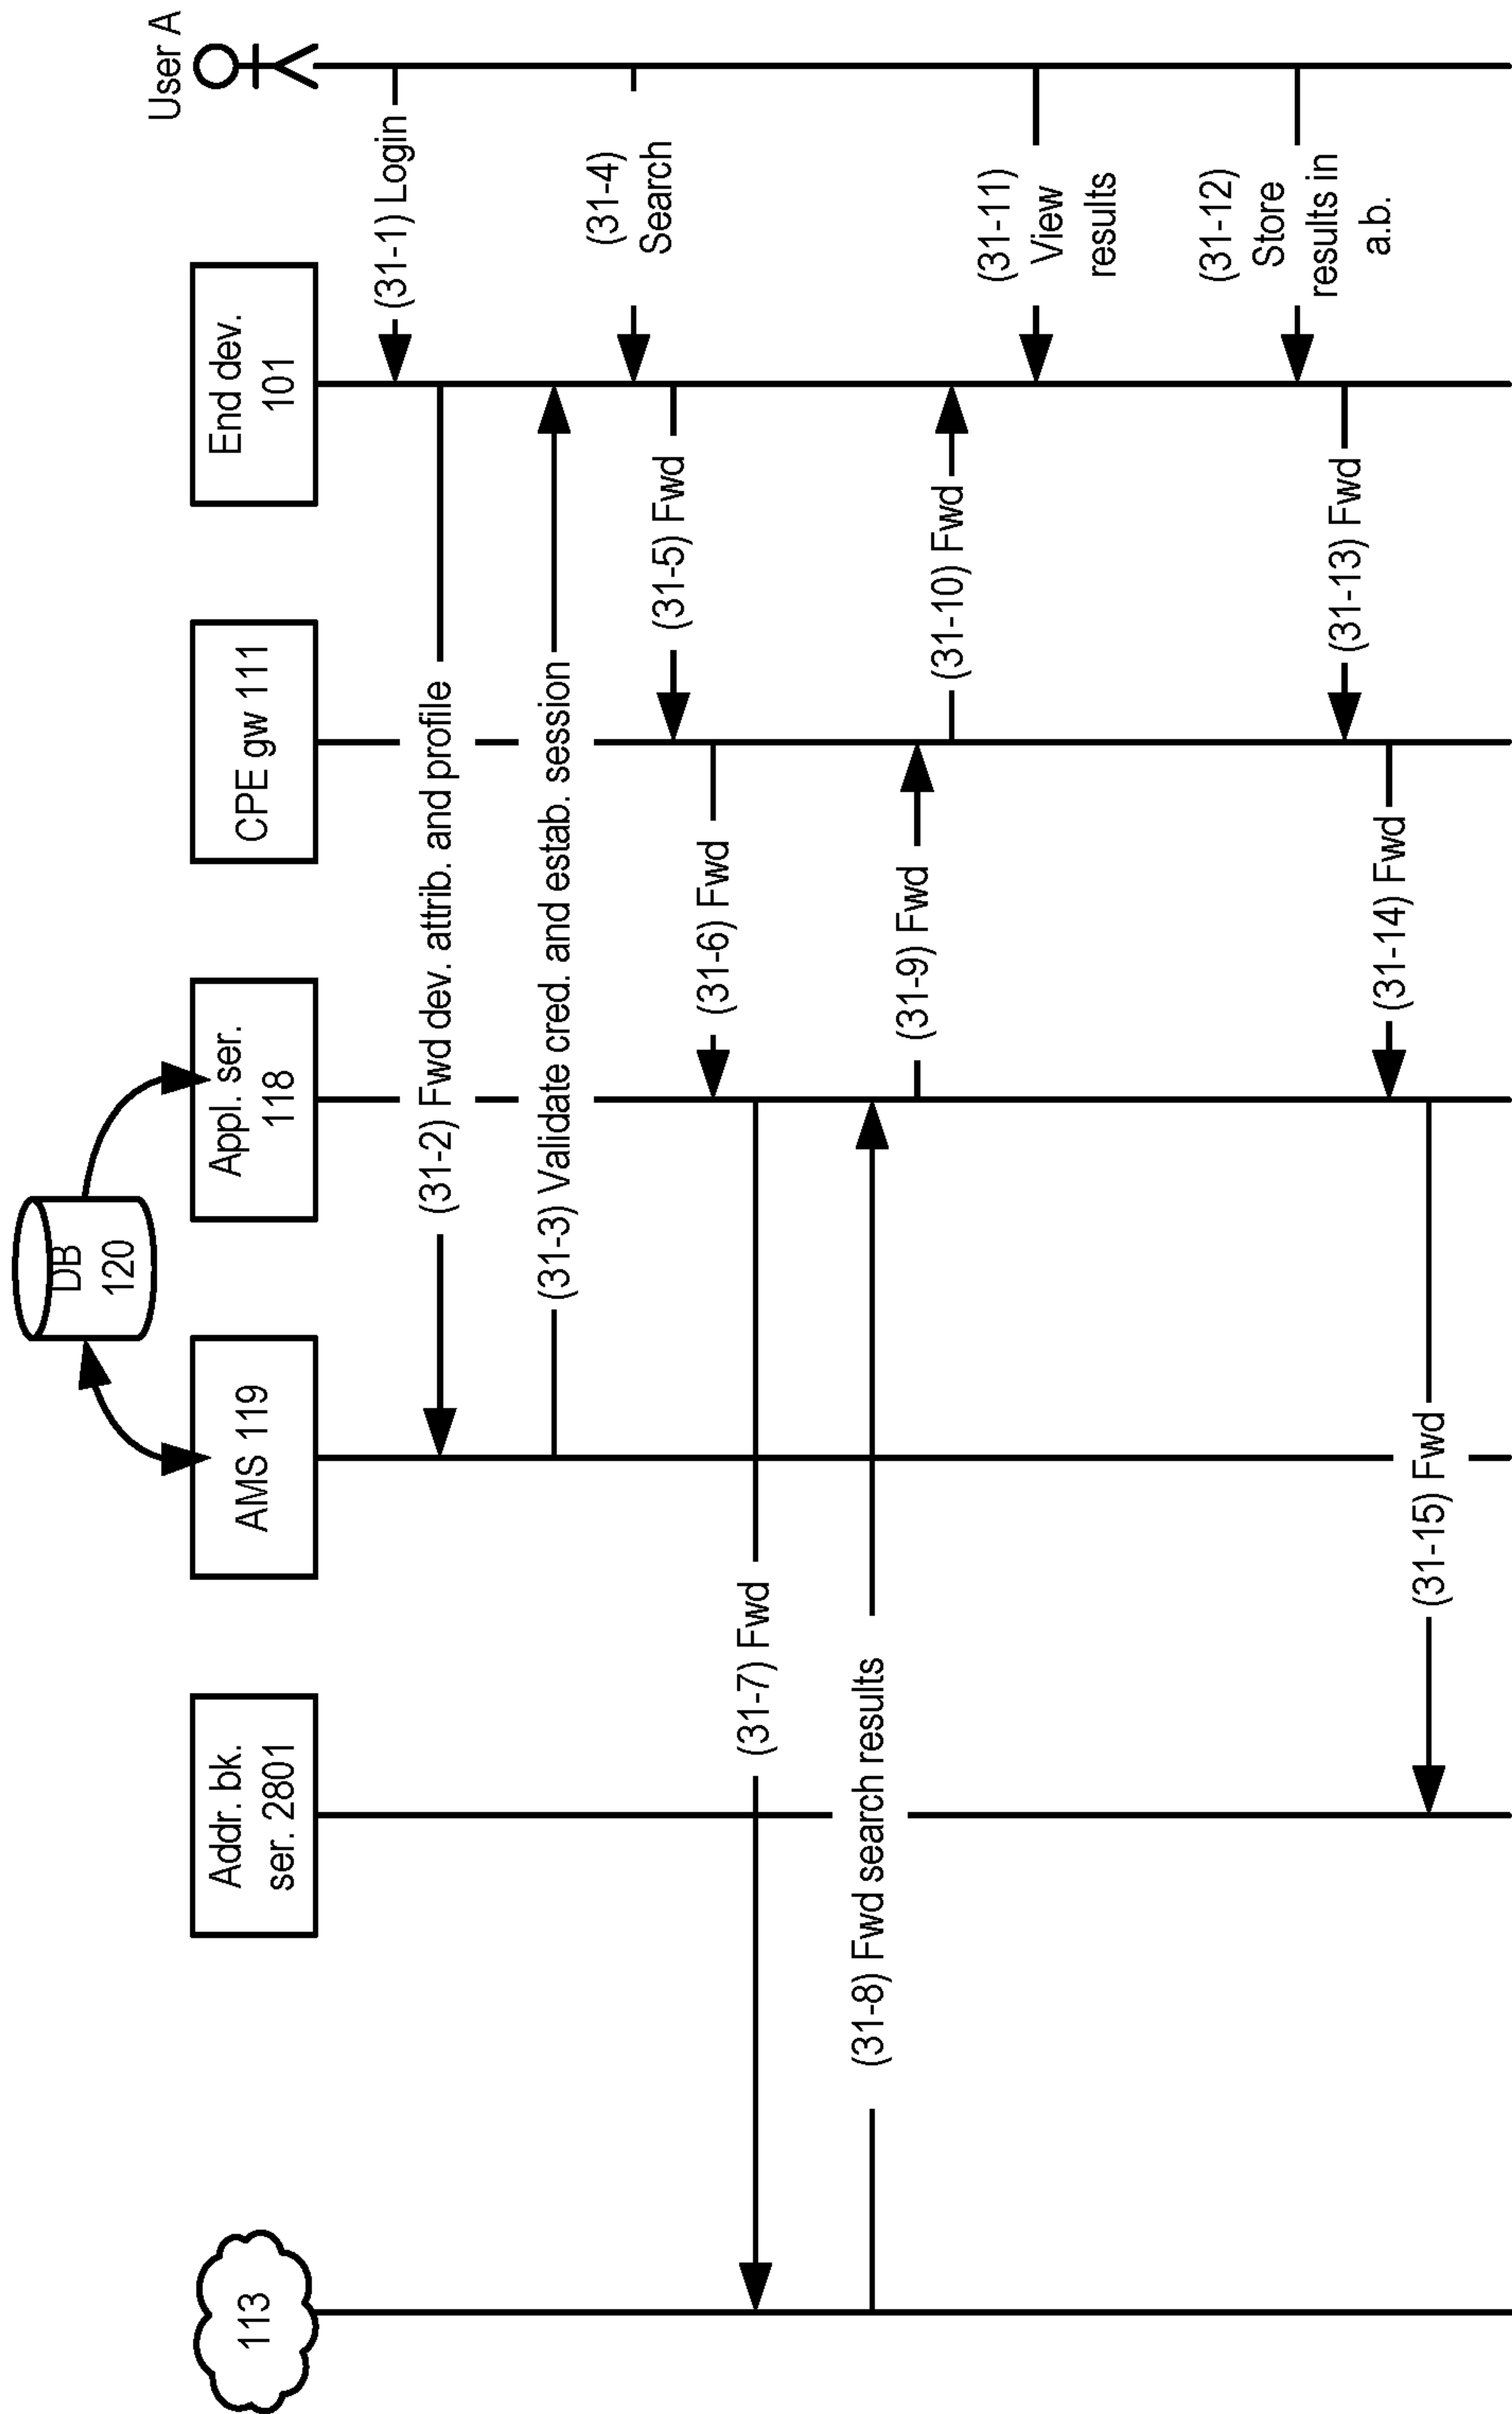 113
Addr. bk.
ser. 2801
AMS 119
DB
120
Appl. ser.
118
CPE gw 111
End dev.
101
User A
(31-1) Login
(31-2) Fwd dev. attrib. and profile
(31-3) Validate cred. and estab. session
(31-4)
Search
(31-5) Fwd
(31-6) Fwd
(31-7) Fwd
(31-8) Fwd search results
(31-9) Fwd
(31-10) Fwd
(31-11)
View
results
(31-12)
Store
results in
a.b.
(31-13) Fwd
(31-14) Fwd
(31-15) Fwd